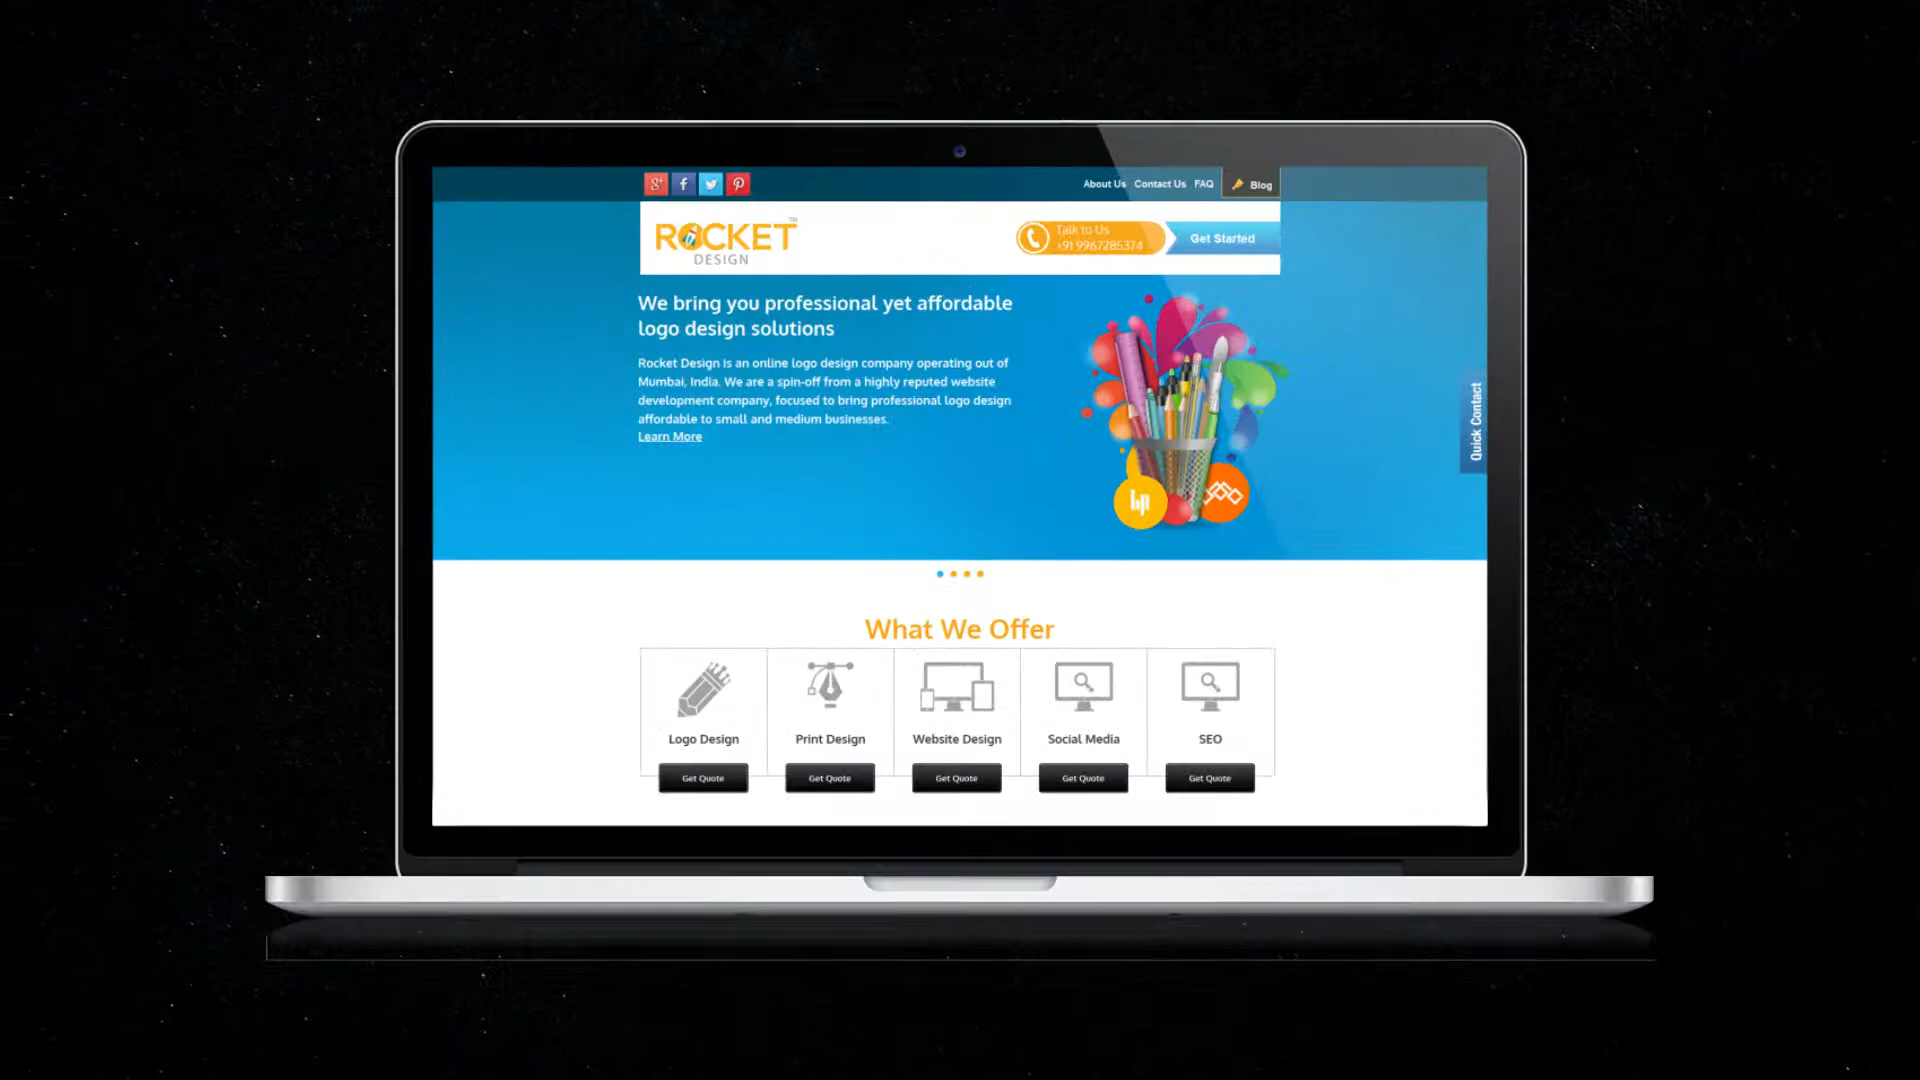 About Us Contact Us FAQ Blog
ROCKET
TM
DESIGN
Talk to Us
+91 9967285374
Get Started
We bring you professional yet affordable
logo design solutions
Rocket Design is an online logo design company operating out of
Mumbai, India. We are a spin-off from a highly reputed website
development company, focused to bring professional logo design
affordable to small and medium businesses.
Learn More
Quick Contact
What We Offer
Logo Design
Print Design
Website Design
Social Media
SEO
Get Quote
Get Quote
Get Quote
Get Quote
Get Quote